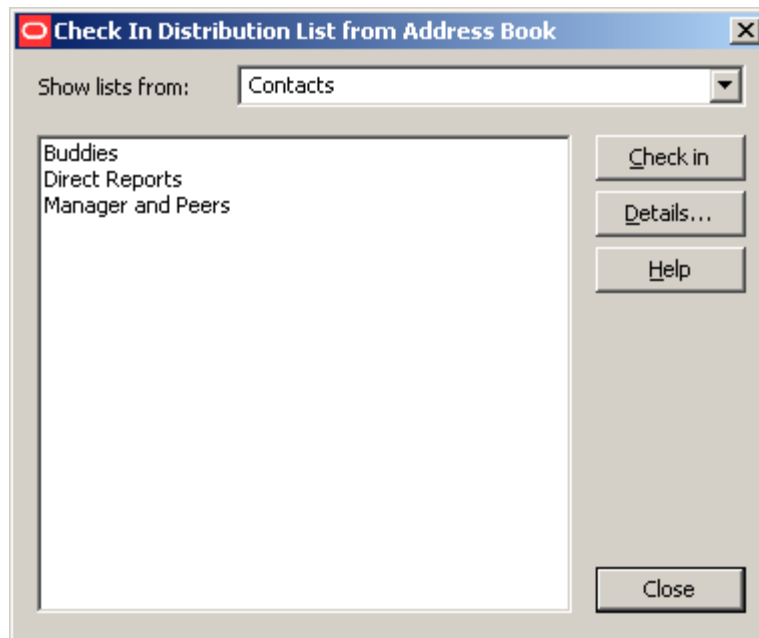 Check In Distribution List from Address Book
Show lists from:
Contacts
Buddies
Direct Reports
Manager and Peers
Check in
Details...
Help
Close